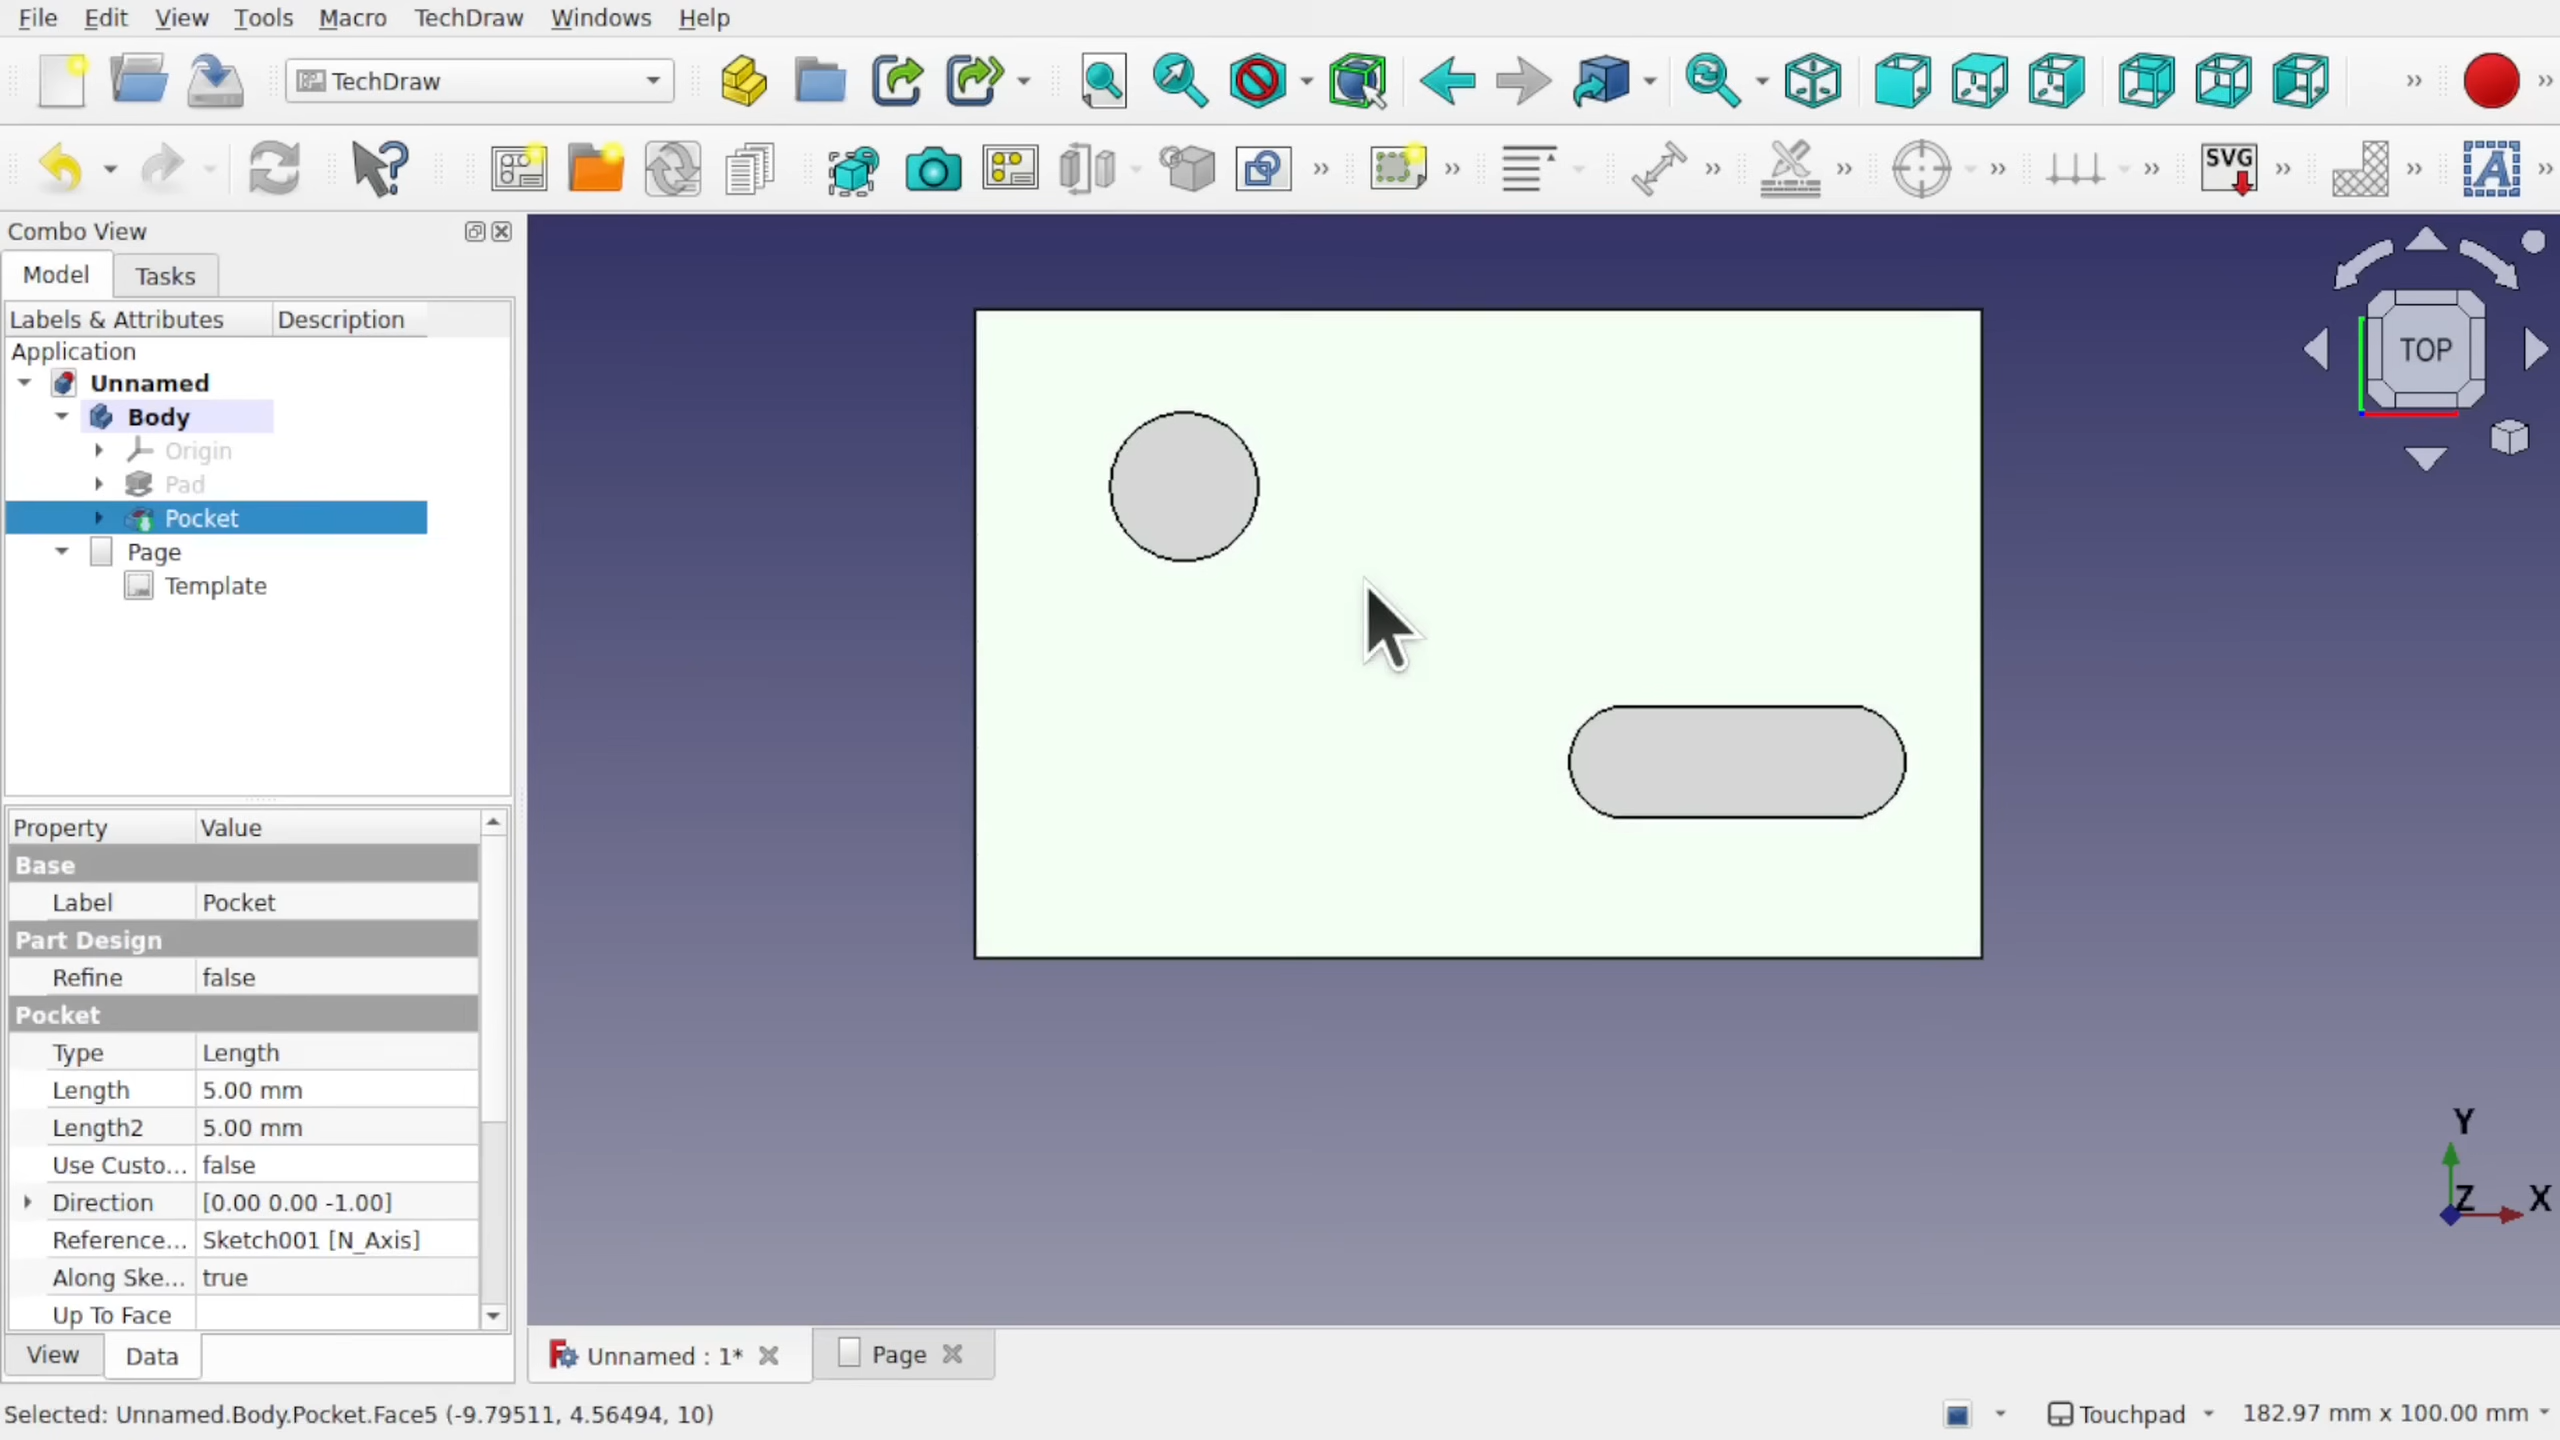 File Edit View Tools Macro TechDraw Windows Help
TechDraw
SVG
A
Combo View
Model Tasks
Labels & Attributes Description
Application
Unnamed
Body
Origin
Pad
Pocket
Page
Template
TOP
Property Value
Base
Label Pocket
Part Design
Refine false
Pocket
Type Length
Length 5.00 mm
Length2 5.00 mm
Use Custo... false
Direction [0.00 0.00 -1.00]
Reference... Sketch001 [N_Axis]
Along Ske... true
Up To Face
Y
Z X
View Data
Unnamed : 1* Page
Selected: Unnamed.Body.Pocket.Face5 (-9.79511, 4.56494, 10) Touchpad 182.97 mm x 100.00 mm